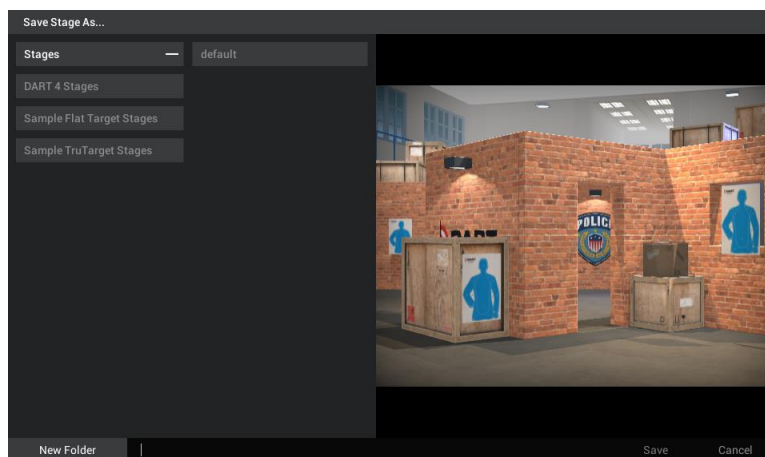 Save Stage As...
Stages
default
DART 4 Stages
Sample Flat Target Stages
Sample TruTarget Stages
POLICE
DART
New Folder
Save
Cancel